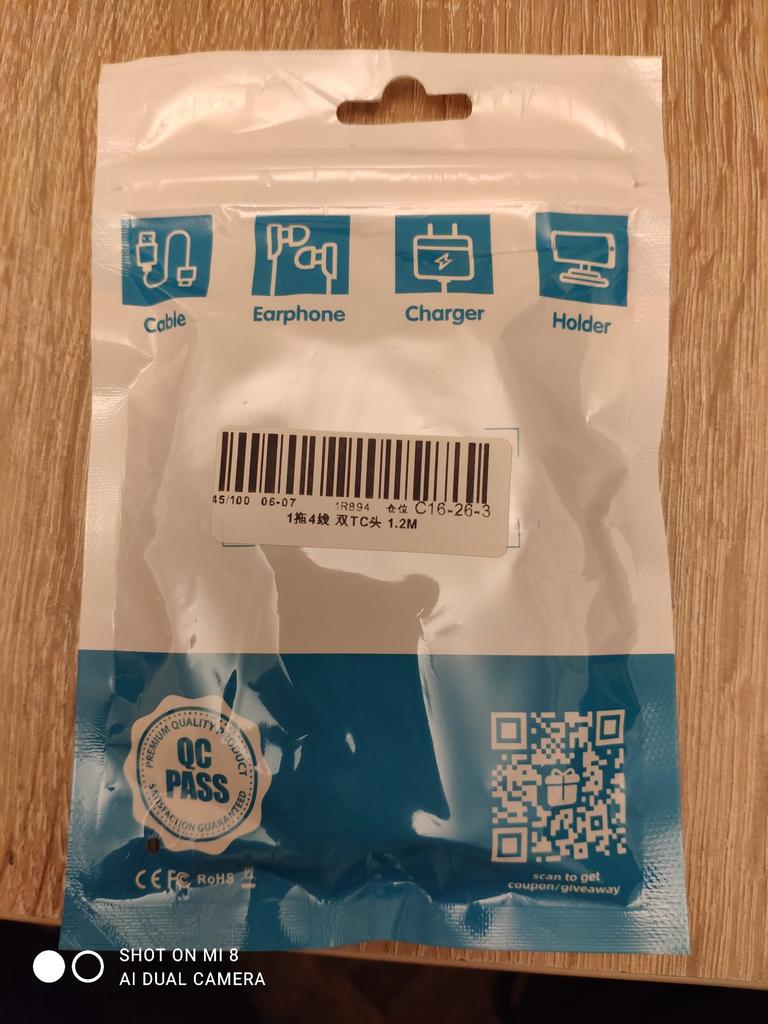 Cable
Earphone
Charger
Holder
45/100 06-07 1R894 仓位 C16-26-3
1拖4线 双TC头 1.2M
PREMIUM QUALITY PRODUCT
QC
PASS
SATISFACTION GUARANTEED
CE FC RoHS
scan to get
coupon/giveaway
SHOT ON MI 8
AI DUAL CAMERA